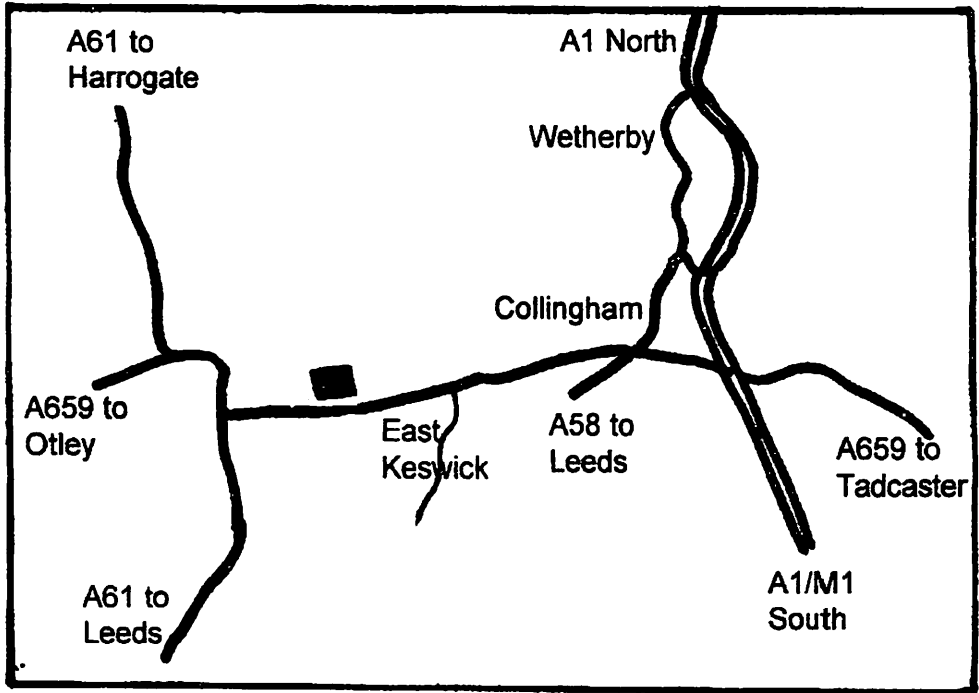 A61 to
Harrogate
A1 North
Wetherby
Collingham
A659 to
Otley
East
Keswick
A58 to
Leeds
A659 to
Tadcaster
A61 to
Leeds
A1/M1
South